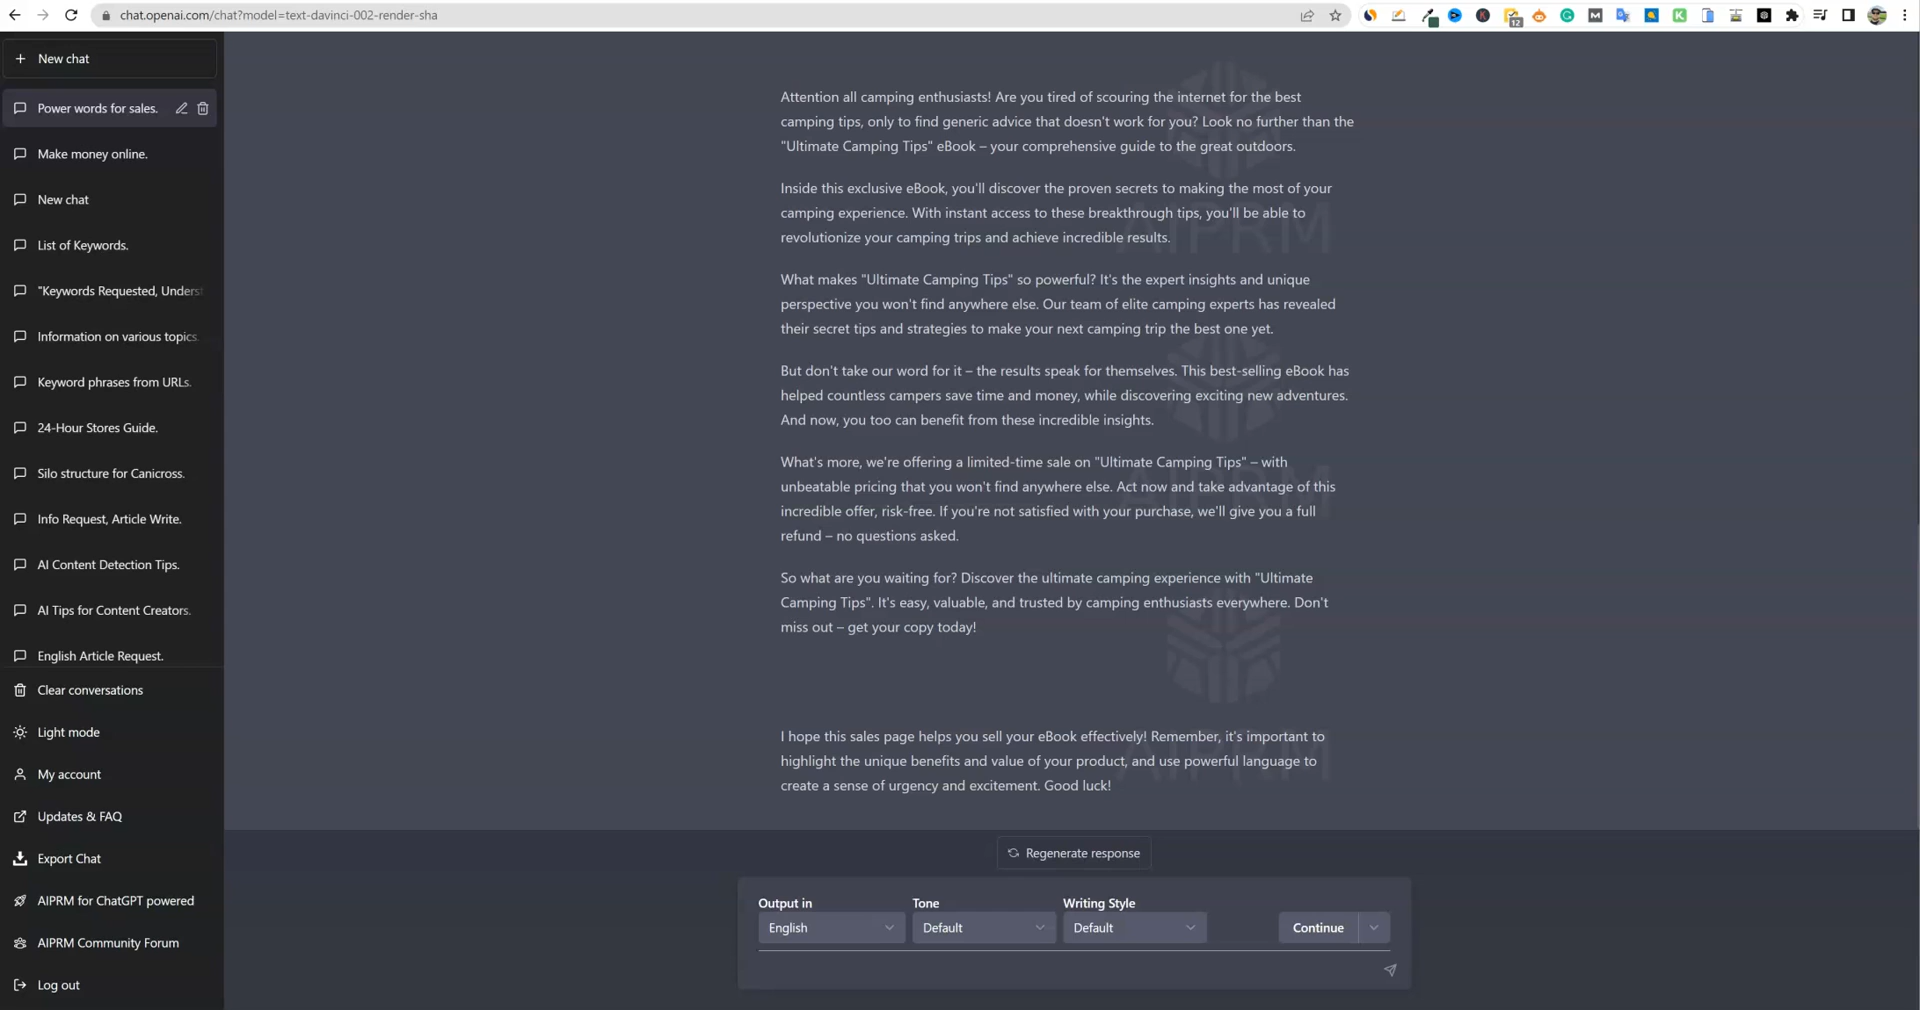 chat.openai.com/chat?model=text-davinci-002-render-sha
12
New chat
Power words for sales.
Make money online.
New chat
List of Keywords.
"Keywords Requested, Underst
Information on various topics.
Keyword phrases from URLs.
24-Hour Stores Guide.
Silo structure for Canicross.
Info Request, Article Write.
AI Content Detection Tips.
AI Tips for Content Creators.
English Article Request.
Clear conversations
Light mode
My account
Updates & FAQ
Export Chat
AIPRM for ChatGPT powered
AIPRM Community Forum
Log out
Attention all camping enthusiasts! Are you tired of scouring the internet for the best
camping tips, only to find generic advice that doesn't work for you? Look no further than the
"Ultimate Camping Tips" eBook – your comprehensive guide to the great outdoors.
Inside this exclusive eBook, you'll discover the proven secrets to making the most of your
camping experience. With instant access to these breakthrough tips, you'll be able to
revolutionize your camping trips and achieve incredible results.
What makes "Ultimate Camping Tips" so powerful? It's the expert insights and unique
perspective you won't find anywhere else. Our team of elite camping experts has revealed
their secret tips and strategies to make your next camping trip the best one yet.
But don't take our word for it – the results speak for themselves. This best-selling eBook has
helped countless campers save time and money, while discovering exciting new adventures.
And now, you too can benefit from these incredible insights.
What's more, we're offering a limited-time sale on "Ultimate Camping Tips" – with
unbeatable pricing that you won't find anywhere else. Act now and take advantage of this
incredible offer, risk-free. If you're not satisfied with your purchase, we'll give you a full
refund – no questions asked.
So what are you waiting for? Discover the ultimate camping experience with "Ultimate
Camping Tips". It's easy, valuable, and trusted by camping enthusiasts everywhere. Don't
miss out – get your copy today!
I hope this sales page helps you sell your eBook effectively! Remember, it's important to
highlight the unique benefits and value of your product, and use powerful language to
create a sense of urgency and excitement. Good luck!
AIPRM
AIPRM
AIPRM
Regenerate response
Output in
Tone
Writing Style
English
Default
Default
Continue